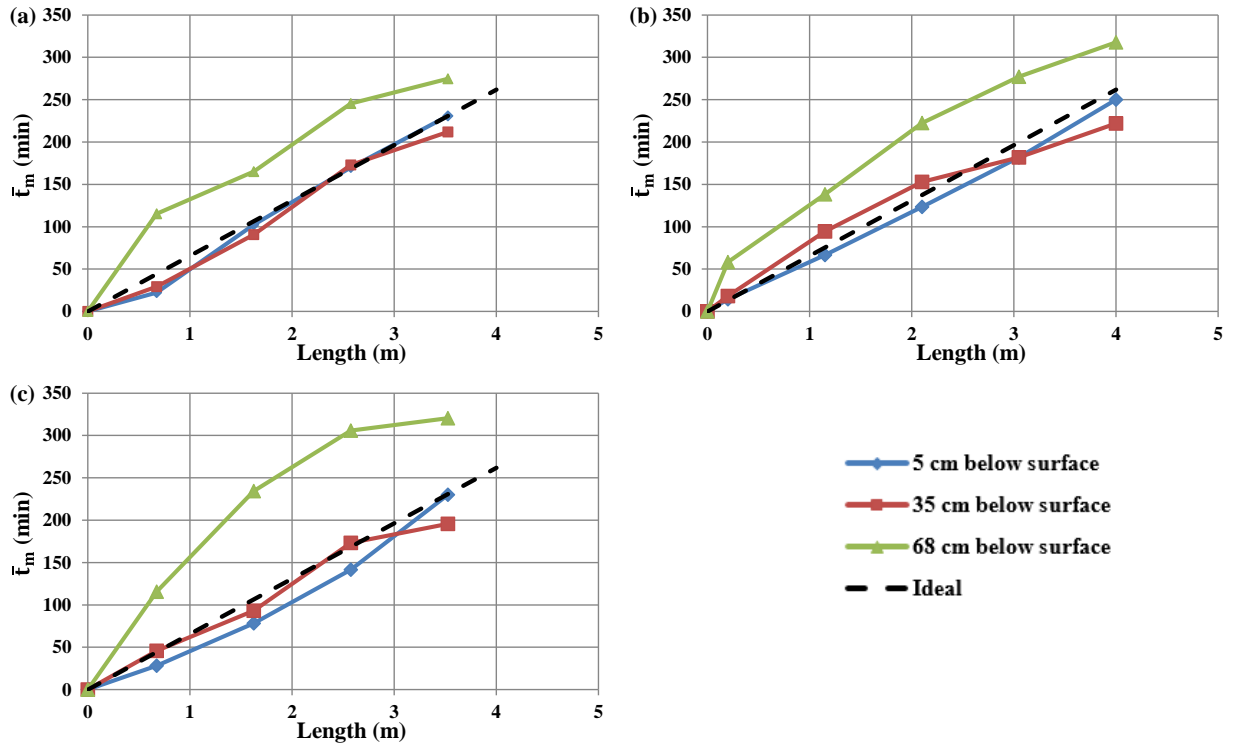 (a)
350
300
250
200
150
100
50
0
t̄m (min)
0 1 2 3 4 5
Length (m)
(b)
350
300
250
200
150
100
50
0
t̄m (min)
0 1 2 3 4 5
Length (m)
(c)
350
300
250
200
150
100
50
0
t̄m (min)
0 1 2 3 4 5
Length (m)
5 cm below surface
35 cm below surface
68 cm below surface
Ideal